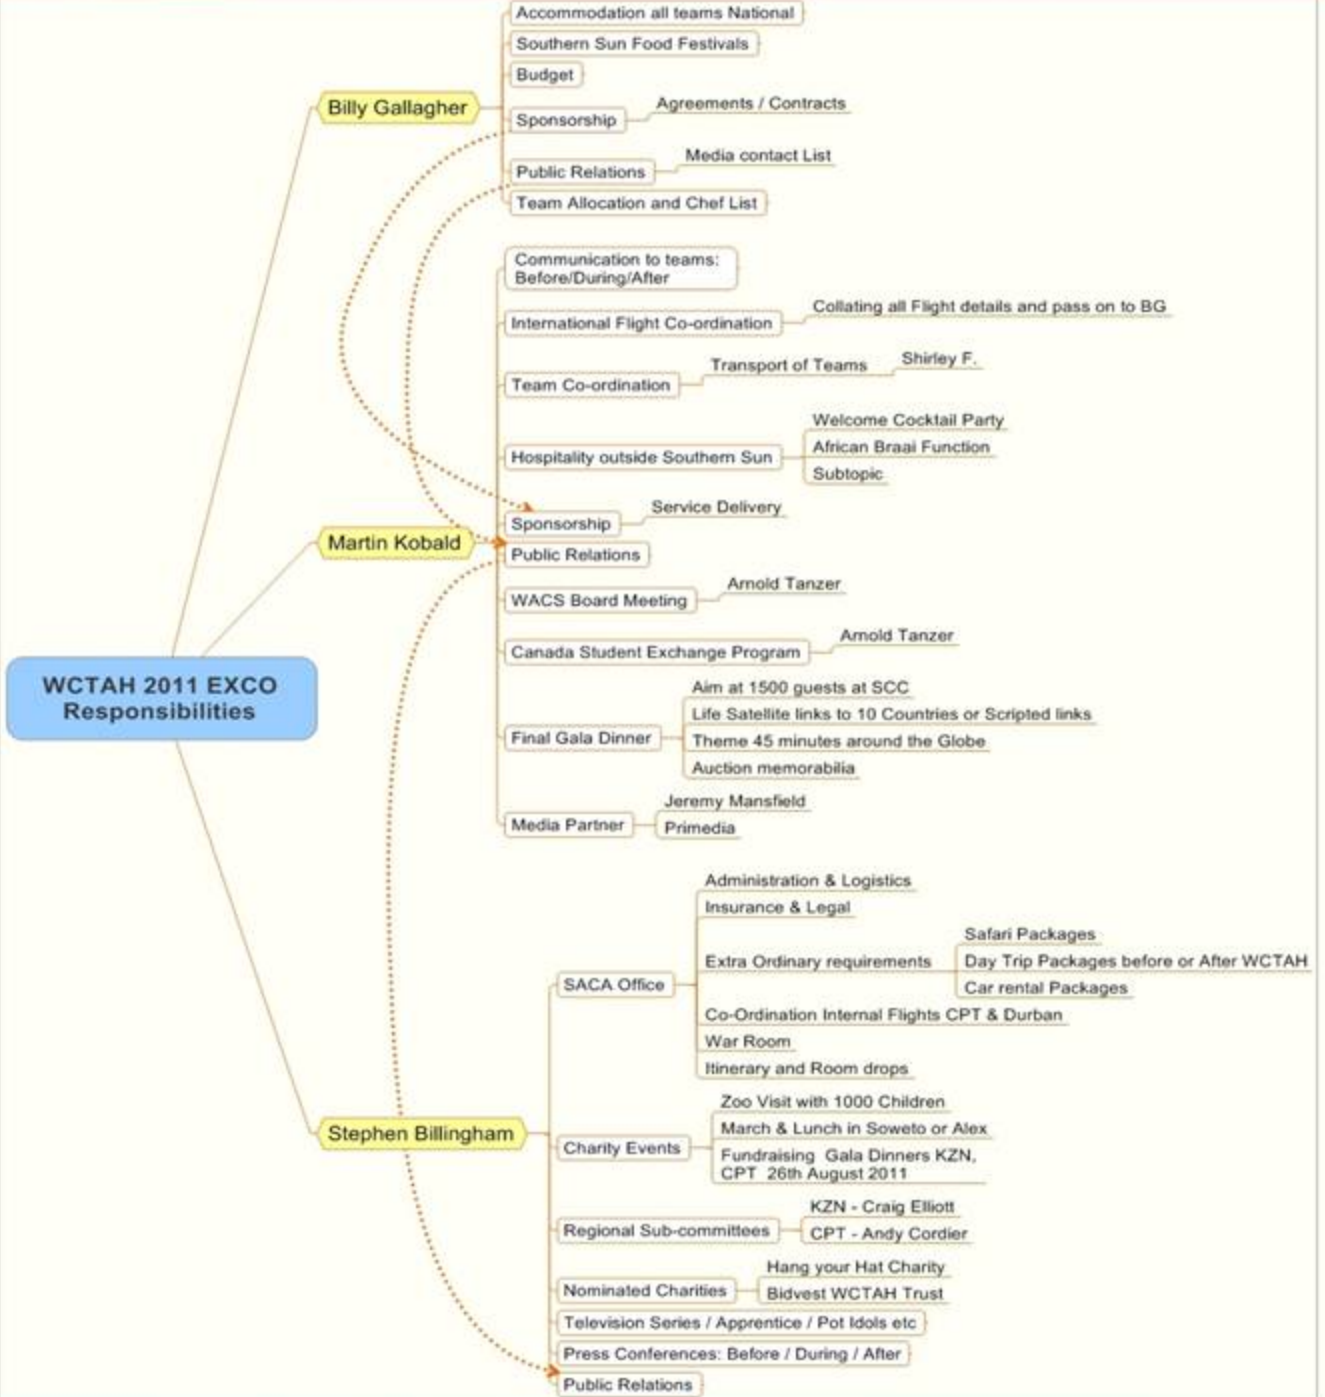 Accommodation all teams National
Southern Sun Food Festivals
Budget
Billy Gallagher
Agreements / Contracts
Sponsorship
Media contact List
Public Relations
Team Allocation and Chef List
Communication to teams:
Before/During/After
Collating all Flight details and pass on to BG
International Flight Co-ordination
Transport of Teams
Shirley F.
Team Co-ordination
Welcome Cocktail Party
Hospitality outside Southern Sun
African Braai Function
Subtopic
Service Delivery
Sponsorship
Martin Kobald
Public Relations
Arnold Tanzer
WACS Board Meeting
Arnold Tanzer
Canada Student Exchange Program
WCTAH 2011 EXCO
Responsibilities
Aim at 1500 guests at SCC
Life Satellite links to 10 Countries or Scripted links
Final Gala Dinner
Theme 45 minutes around the Globe
Auction memorabilia
Jeremy Mansfield
Media Partner
Primedia
Administration & Logistics
Insurance & Legal
Safari Packages
Extra Ordinary requirements
Day Trip Packages before or After WCTAH
Car rental Packages
SACA Office
Co-Ordination Internal Flights CPT & Durban
War Room
Itinerary and Room drops
Zoo Visit with 1000 Children
Stephen Billingham
March & Lunch in Soweto or Alex
Charity Events
Fundraising  Gala Dinners KZN,
CPT  26th August 2011
KZN - Craig Elliott
Regional Sub-committees
CPT - Andy Cordier
Hang your Hat Charity
Nominated Charities
Bidvest WCTAH Trust
Television Series / Apprentice / Pot Idols etc
Press Conferences: Before / During / After
Public Relations